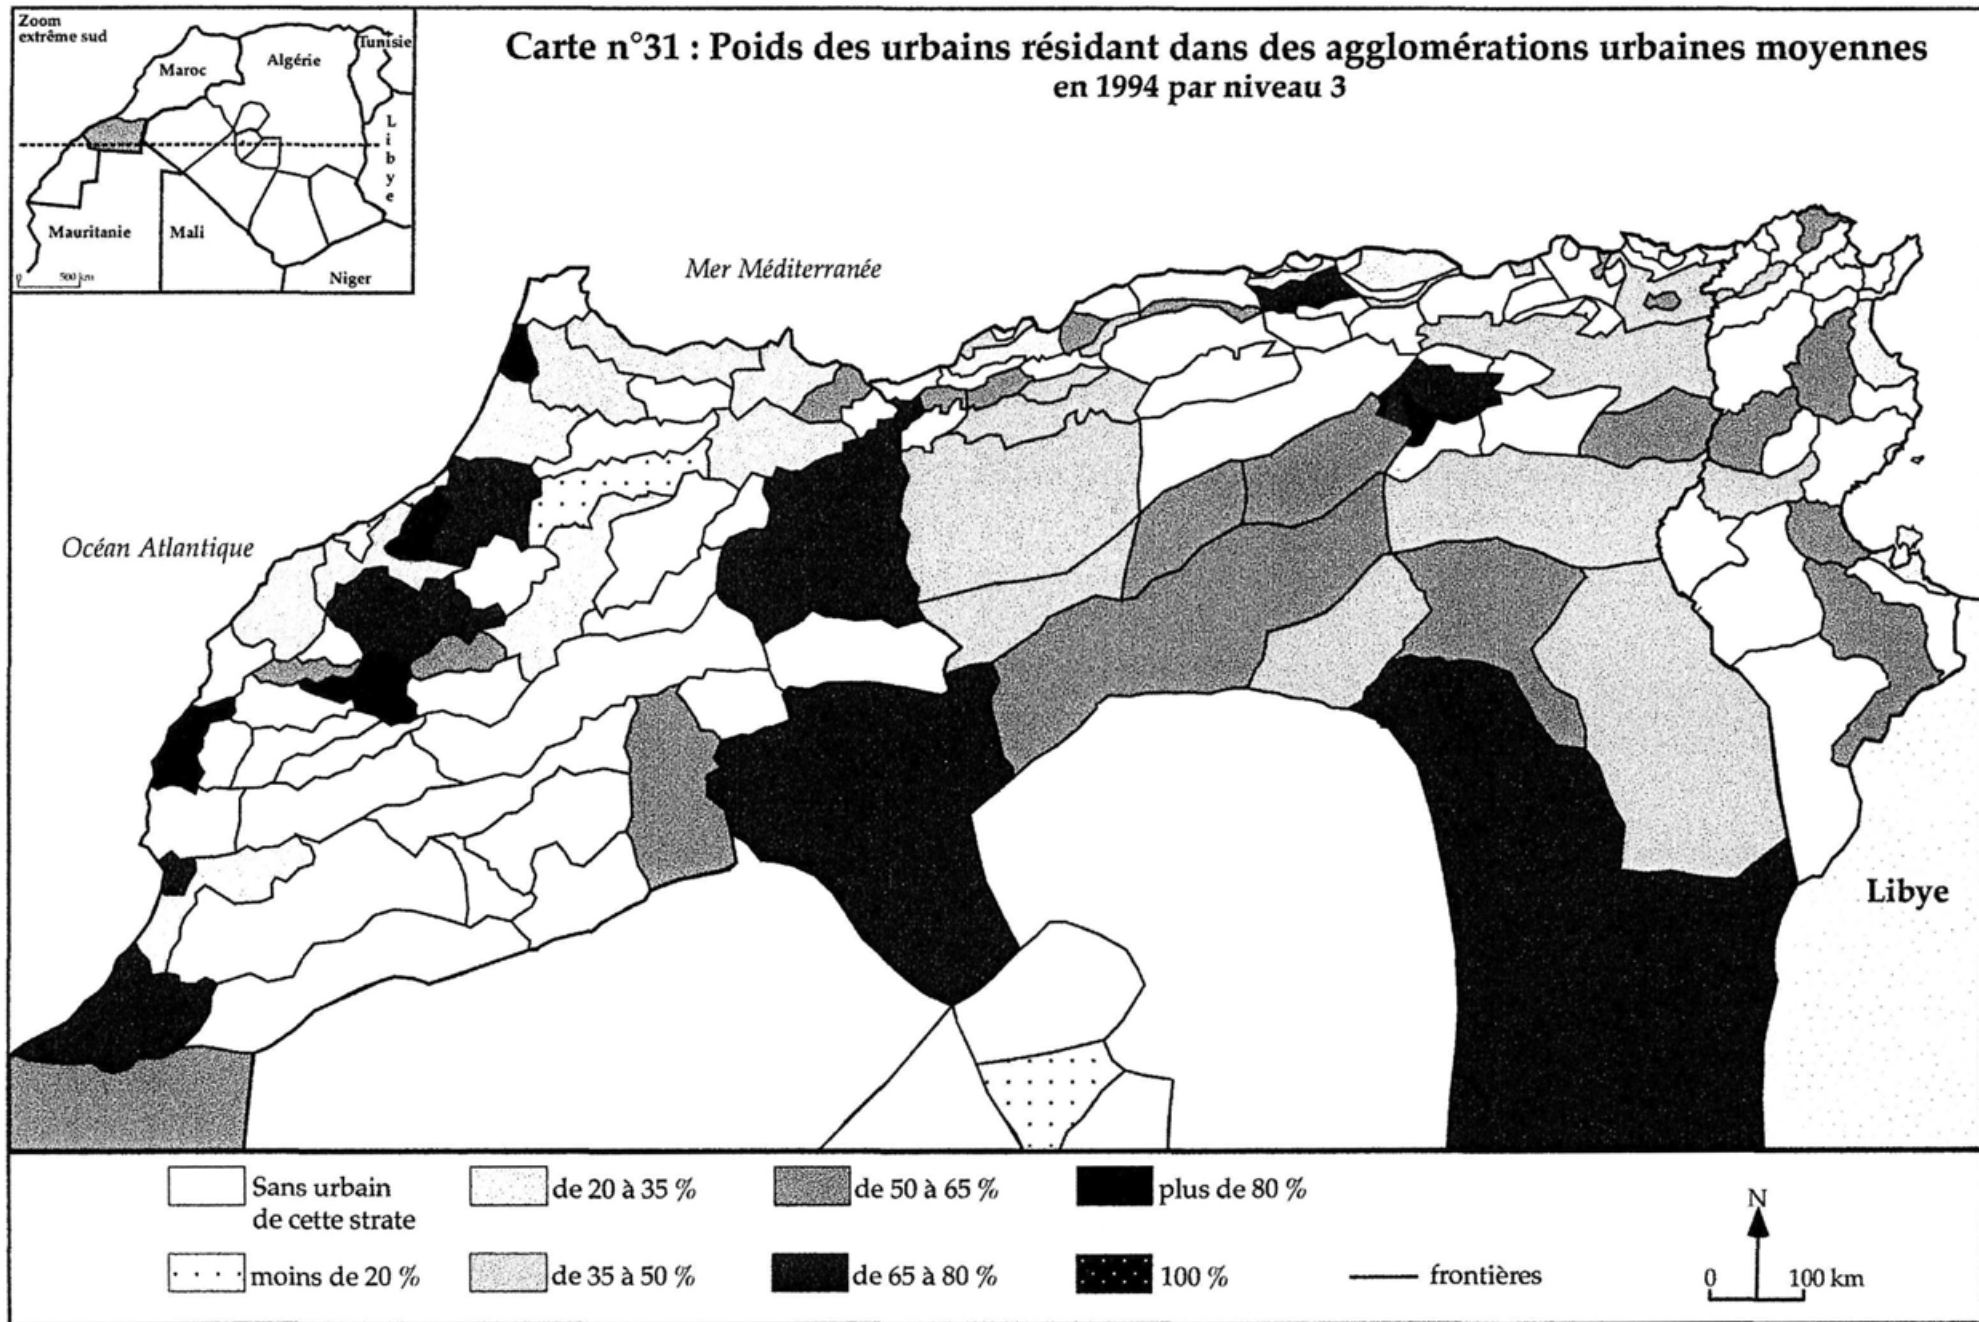 Zoom
extrême sud
Maroc
Algérie
Tunisie
Libye
Mauritanie
Mali
Niger
0 500 km
Carte n°31 : Poids des urbains résidant dans des agglomérations urbaines moyennes
en 1994 par niveau 3
Mer Méditerranée
Océan Atlantique
Libye
Sans urbain
de cette strate
de 20 à 35 %
de 50 à 65 %
plus de 80 %
moins de 20 %
de 35 à 50 %
de 65 à 80 %
100 %
frontières
N
0 100 km